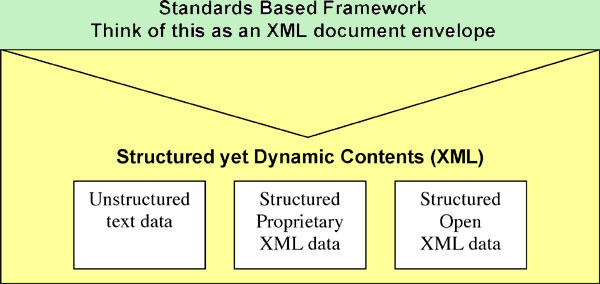 Standards Based Framework
Think of this as an XML document envelope
Structured yet Dynamic Contents (XML)
Unstructured
text data
Structured
Proprietary
XML data
Structured
Open
XML data